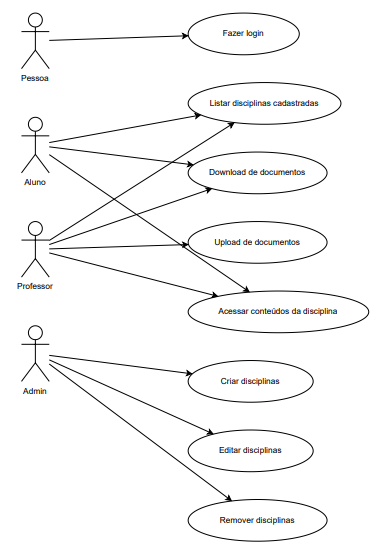 Fazer login
Pessoa
Listar disciplinas cadastradas
Aluno
Download de documentos
Upload de documentos
Professor
Acessar conteúdos da disciplina
Admin
Criar disciplinas
Editar disciplinas
Remover disciplinas